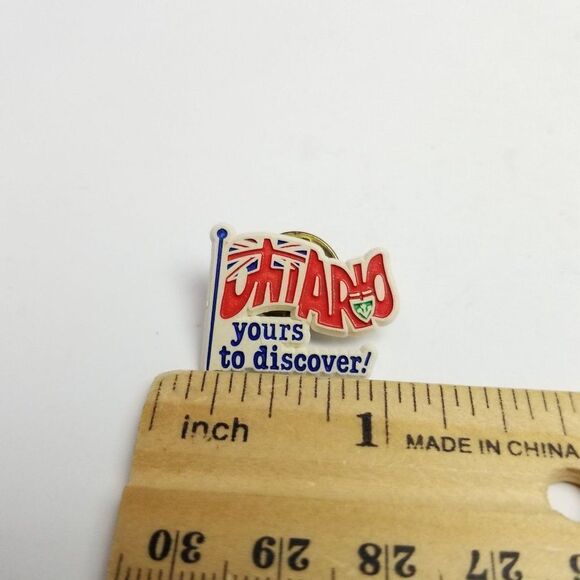 ONTARIO
yours
to discover!
inch 1 MADE IN CHINA
30 29 28 27